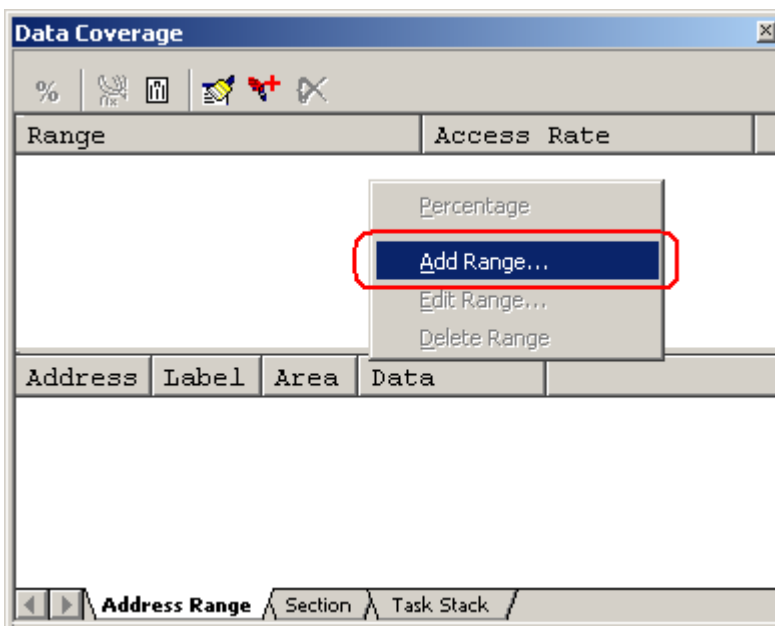 Data Coverage
%
Range Access Rate
Percentage
Add Range...
Edit Range...
Delete Range
Address Label Area Data
Address Range Section Task Stack